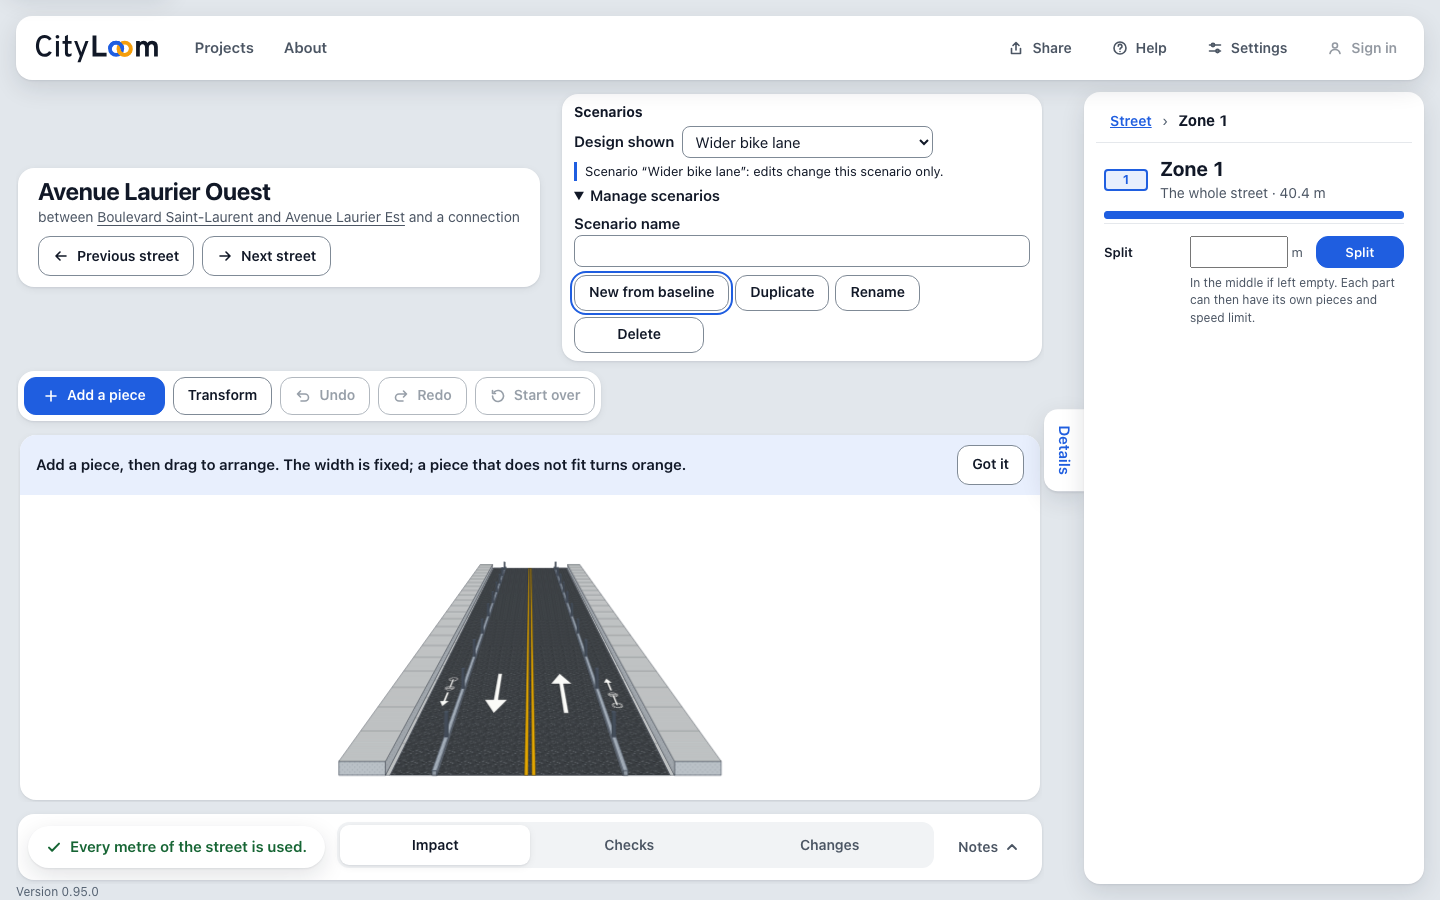 CityLoom
Projects
About
Share
Help
Settings
Sign in
Avenue Laurier Ouest
between Boulevard Saint-Laurent and Avenue Laurier Est and a connection
Previous street
Next street
Scenarios
Design shown
Wider bike lane
Scenario “Wider bike lane”: edits change this scenario only.
Manage scenarios
Scenario name
New from baseline
Duplicate
Rename
Delete
Add a piece
Transform
Undo
Redo
Start over
Add a piece, then drag to arrange. The width is fixed; a piece that does not fit turns orange.
Got it
Details
Street › Zone 1
1
Zone 1
The whole street · 40.4 m
Split
m
Split
In the middle if left empty. Each part
can then have its own pieces and
speed limit.
Every metre of the street is used.
Impact
Checks
Changes
Notes
Version 0.95.0